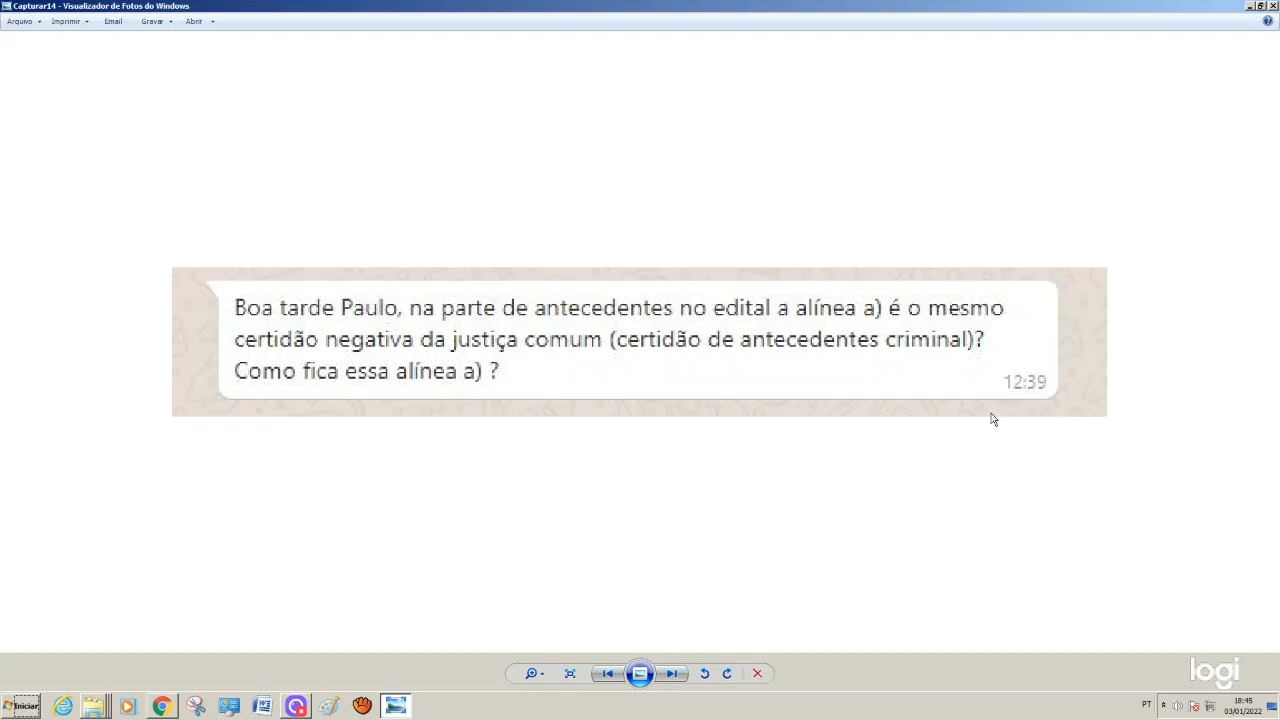 Capturar14 - Visualizador de Fotos do Windows
Arquivo Imprimir Email Gravar Abrir
Boa tarde Paulo, na parte de antecedentes no edital a alínea a) é o mesmo
certidão negativa da justiça comum (certidão de antecedentes criminal)?
Como fica essa alínea a) ?
12:39
logi
Iniciar
PT
18:45
03/01/2022